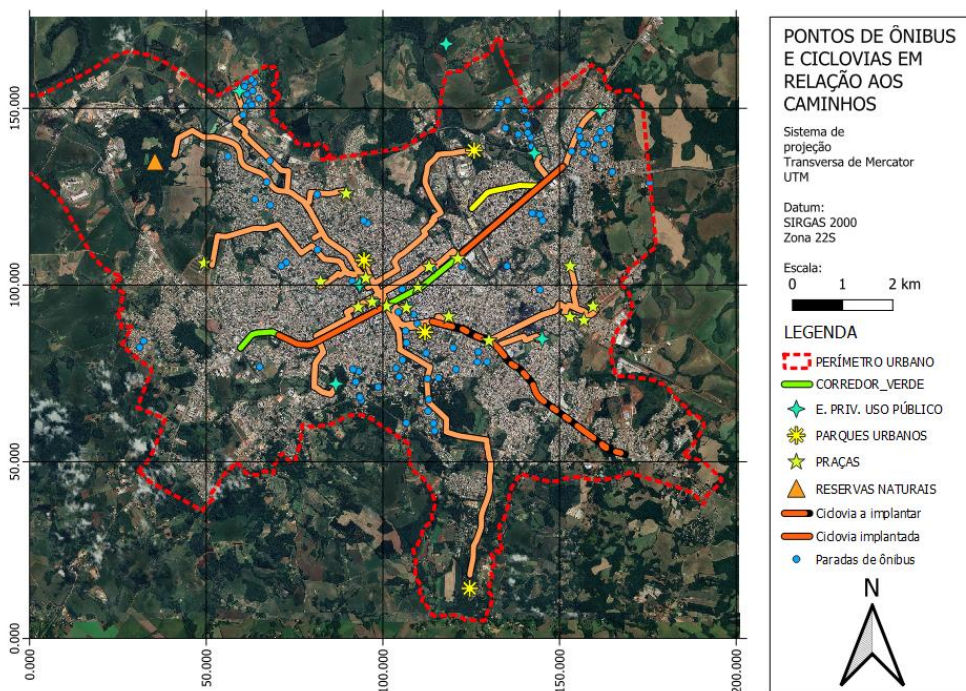 PONTOS DE ÔNIBUS
E CICLOVIAS EM
RELAÇÃO AOS
CAMINHOS
Sistema de
projeção
Transversa de Mercator
UTM
Datum:
SIRGAS 2000
Zona 22S
Escala:
0 1 2 km
LEGENDA
PERÍMETRO URBANO
CORREDOR_VERDE
E. PRIV. USO PÚBLICO
PARQUES URBANOS
PRAÇAS
RESERVAS NATURAIS
Ciclovia a implantar
Ciclovia implantada
Paradas de ônibus
N
150.000
100.000
50.000
0.000
0.000 50.000 100.000 150.000 200.000